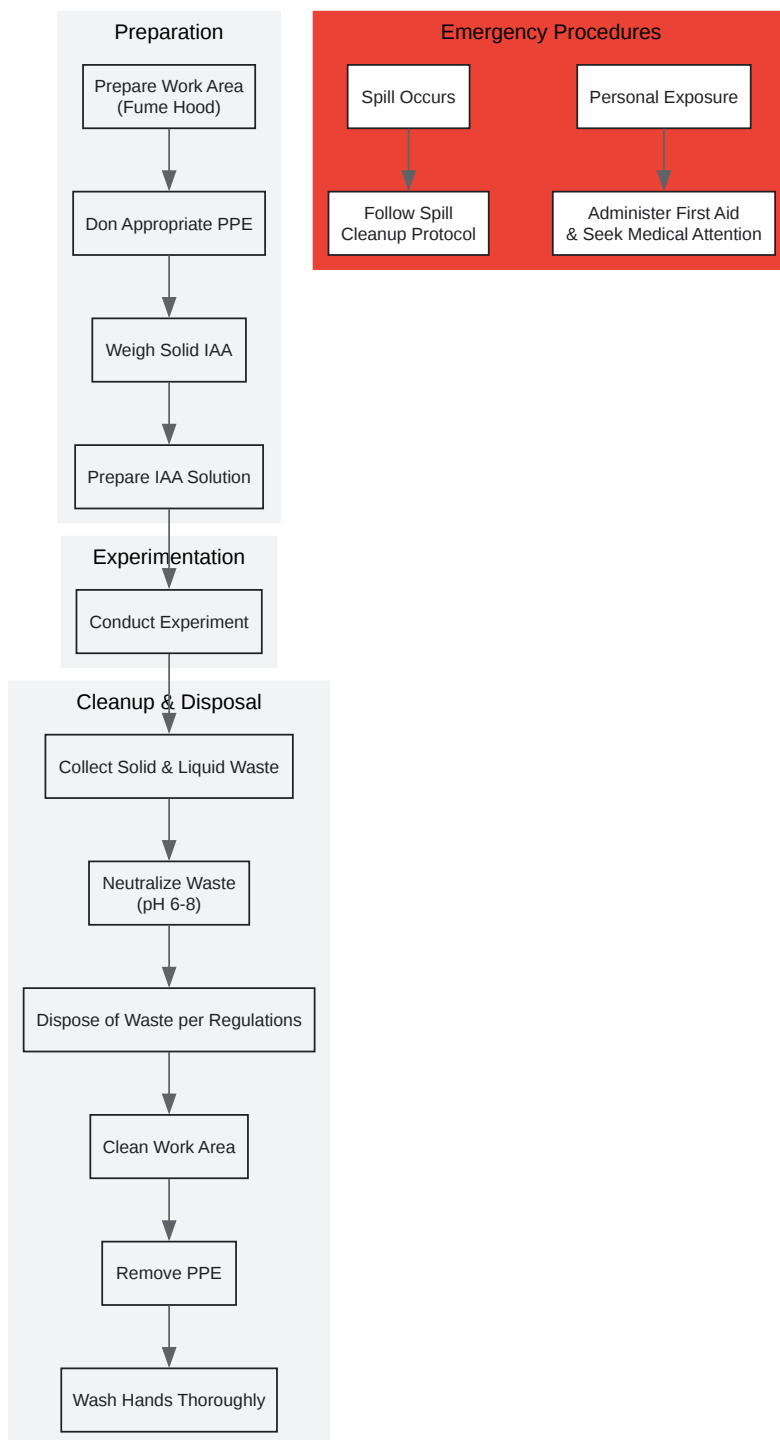 Preparation
Prepare Work Area
(Fume Hood)
Don Appropriate PPE
Weigh Solid IAA
Prepare IAA Solution
Experimentation
Conduct Experiment
Cleanup & Disposal
Collect Solid & Liquid Waste
Neutralize Waste
(pH 6-8)
Dispose of Waste per Regulations
Clean Work Area
Remove PPE
Wash Hands Thoroughly
Emergency Procedures
Spill Occurs
Follow Spill
Cleanup Protocol
Personal Exposure
Administer First Aid
& Seek Medical Attention